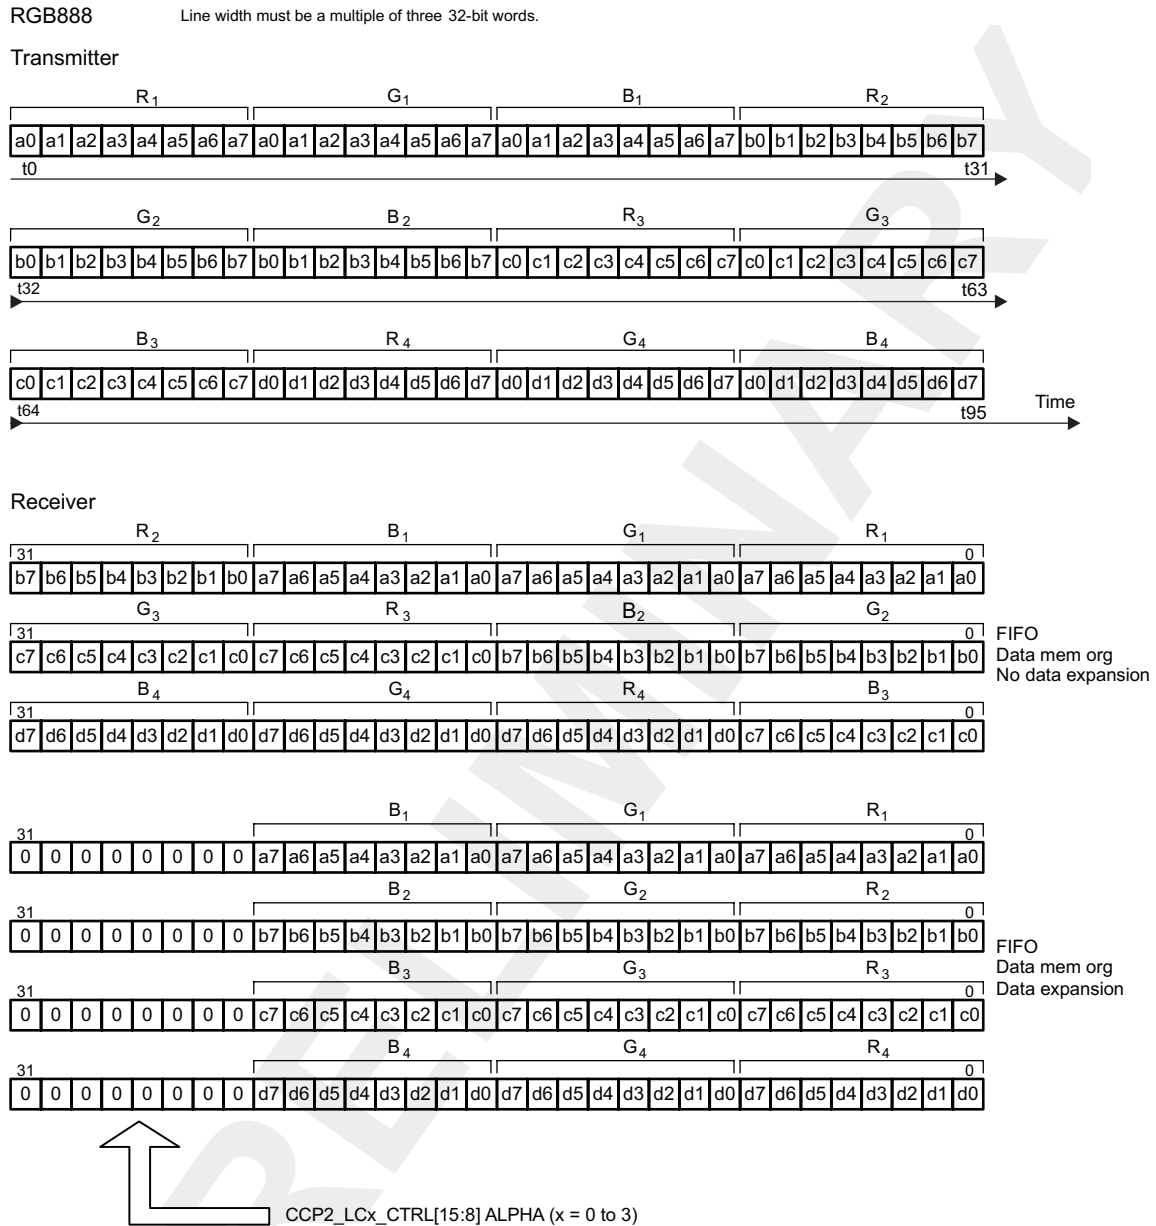 RGB888 Line width must be a multiple of three 32-bit words.
Transmitter
R1 G1 B1 R2
a0 a1 a2 a3 a4 a5 a6 a7 a0 a1 a2 a3 a4 a5 a6 a7 a0 a1 a2 a3 a4 a5 a6 a7 b0 b1 b2 b3 b4 b5 b6 b7
t0 t31
G2 B2 R3 G3
b0 b1 b2 b3 b4 b5 b6 b7 b0 b1 b2 b3 b4 b5 b6 b7 c0 c1 c2 c3 c4 c5 c6 c7 c0 c1 c2 c3 c4 c5 c6 c7
t32 t63
B3 R4 G4 B4
c0 c1 c2 c3 c4 c5 c6 c7 d0 d1 d2 d3 d4 d5 d6 d7 d0 d1 d2 d3 d4 d5 d6 d7 d0 d1 d2 d3 d4 d5 d6 d7
t64 t95 Time
Receiver
R2 B1 G1 R1
31 0
b7 b6 b5 b4 b3 b2 b1 b0 a7 a6 a5 a4 a3 a2 a1 a0 a7 a6 a5 a4 a3 a2 a1 a0 a7 a6 a5 a4 a3 a2 a1 a0
G3 R3 B2 G2
31 0
c7 c6 c5 c4 c3 c2 c1 c0 c7 c6 c5 c4 c3 c2 c1 c0 b7 b6 b5 b4 b3 b2 b1 b0 b7 b6 b5 b4 b3 b2 b1 b0
FIFO
Data mem org
No data expansion
B4 G4 R4 B3
31 0
d7 d6 d5 d4 d3 d2 d1 d0 d7 d6 d5 d4 d3 d2 d1 d0 d7 d6 d5 d4 d3 d2 d1 d0 c7 c6 c5 c4 c3 c2 c1 c0
B1 G1 R1
31 0
0 0 0 0 0 0 0 0 a7 a6 a5 a4 a3 a2 a1 a0 a7 a6 a5 a4 a3 a2 a1 a0 a7 a6 a5 a4 a3 a2 a1 a0
B2 G2 R2
31 0
0 0 0 0 0 0 0 0 b7 b6 b5 b4 b3 b2 b1 b0 b7 b6 b5 b4 b3 b2 b1 b0 b7 b6 b5 b4 b3 b2 b1 b0
FIFO
Data mem org
Data expansion
B3 G3 R3
31 0
0 0 0 0 0 0 0 0 c7 c6 c5 c4 c3 c2 c1 c0 c7 c6 c5 c4 c3 c2 c1 c0 c7 c6 c5 c4 c3 c2 c1 c0
B4 G4 R4
31 0
0 0 0 0 0 0 0 0 d7 d6 d5 d4 d3 d2 d1 d0 d7 d6 d5 d4 d3 d2 d1 d0 d7 d6 d5 d4 d3 d2 d1 d0
CCP2_LCx_CTRL[15:8] ALPHA (x = 0 to 3)
RELIMINARY